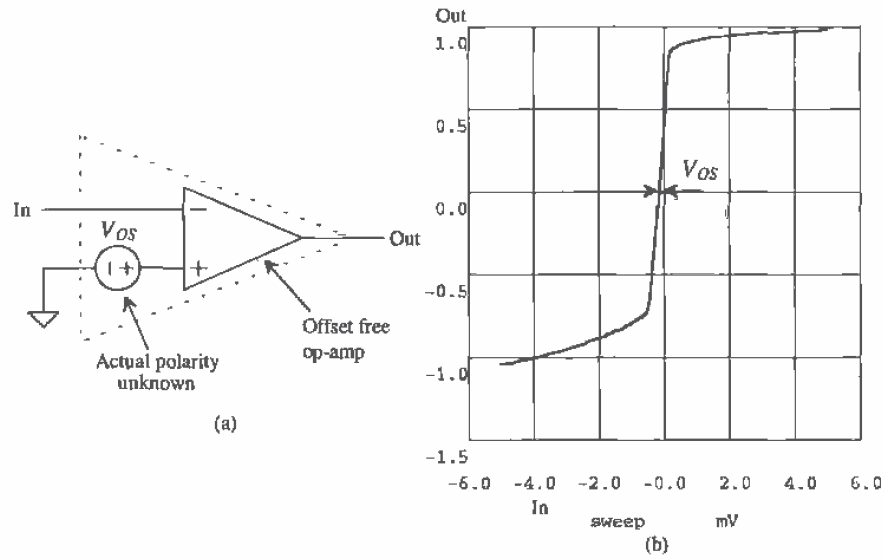 In
V_OS
− 
+
− +
Out
Actual polarity
unknown
Offset free
op-amp
(a)
Out
1.0
0.5
0.0
-0.5
-1.0
-1.5
V_OS
-6.0 -4.0 -2.0 -0.0 2.0 4.0 6.0
In
sweep mV
(b)